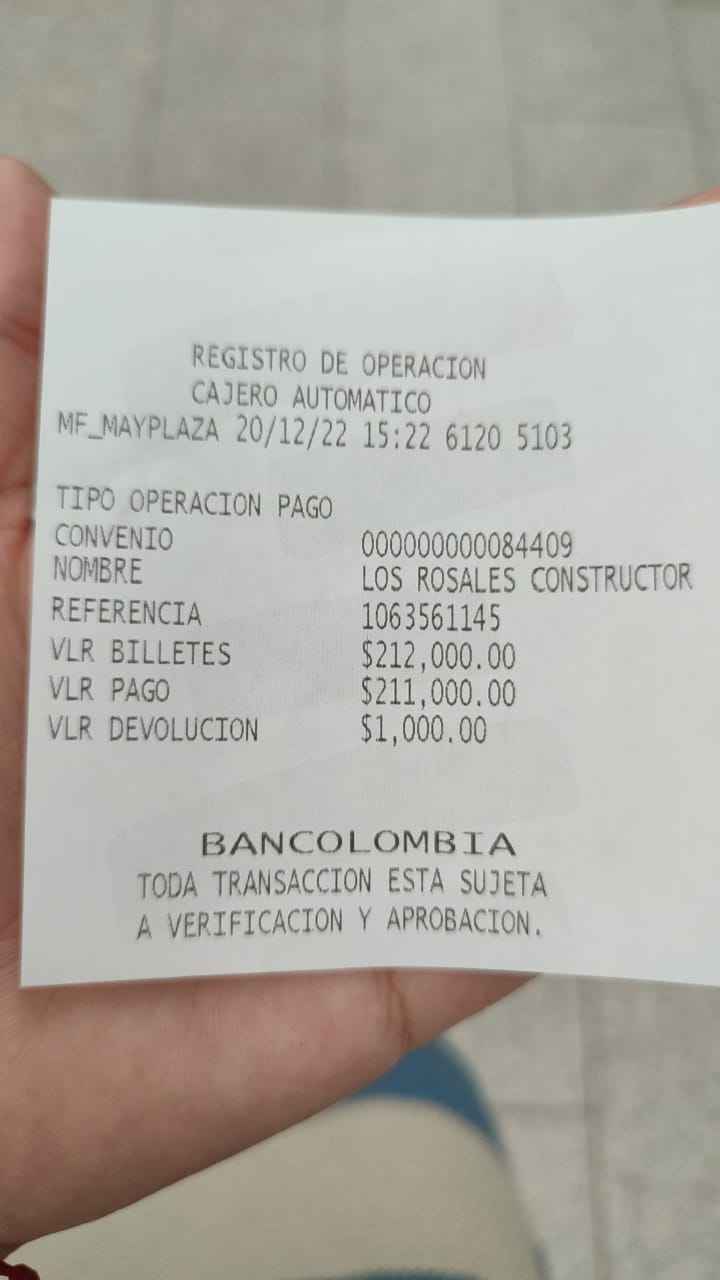 REGISTRO DE OPERACION
CAJERO AUTOMATICO
MF_MAYPLAZA 20/12/22 15:22 6120 5103
TIPO OPERACION PAGO
CONVENIO 000000000084409
NOMBRE LOS ROSALES CONSTRUCTOR
REFERENCIA 1063561145
VLR BILLETES $212,000.00
VLR PAGO $211,000.00
VLR DEVOLUCION $1,000.00
BANCOLOMBIA
TODA TRANSACCION ESTA SUJETA
A VERIFICACION Y APROBACION.